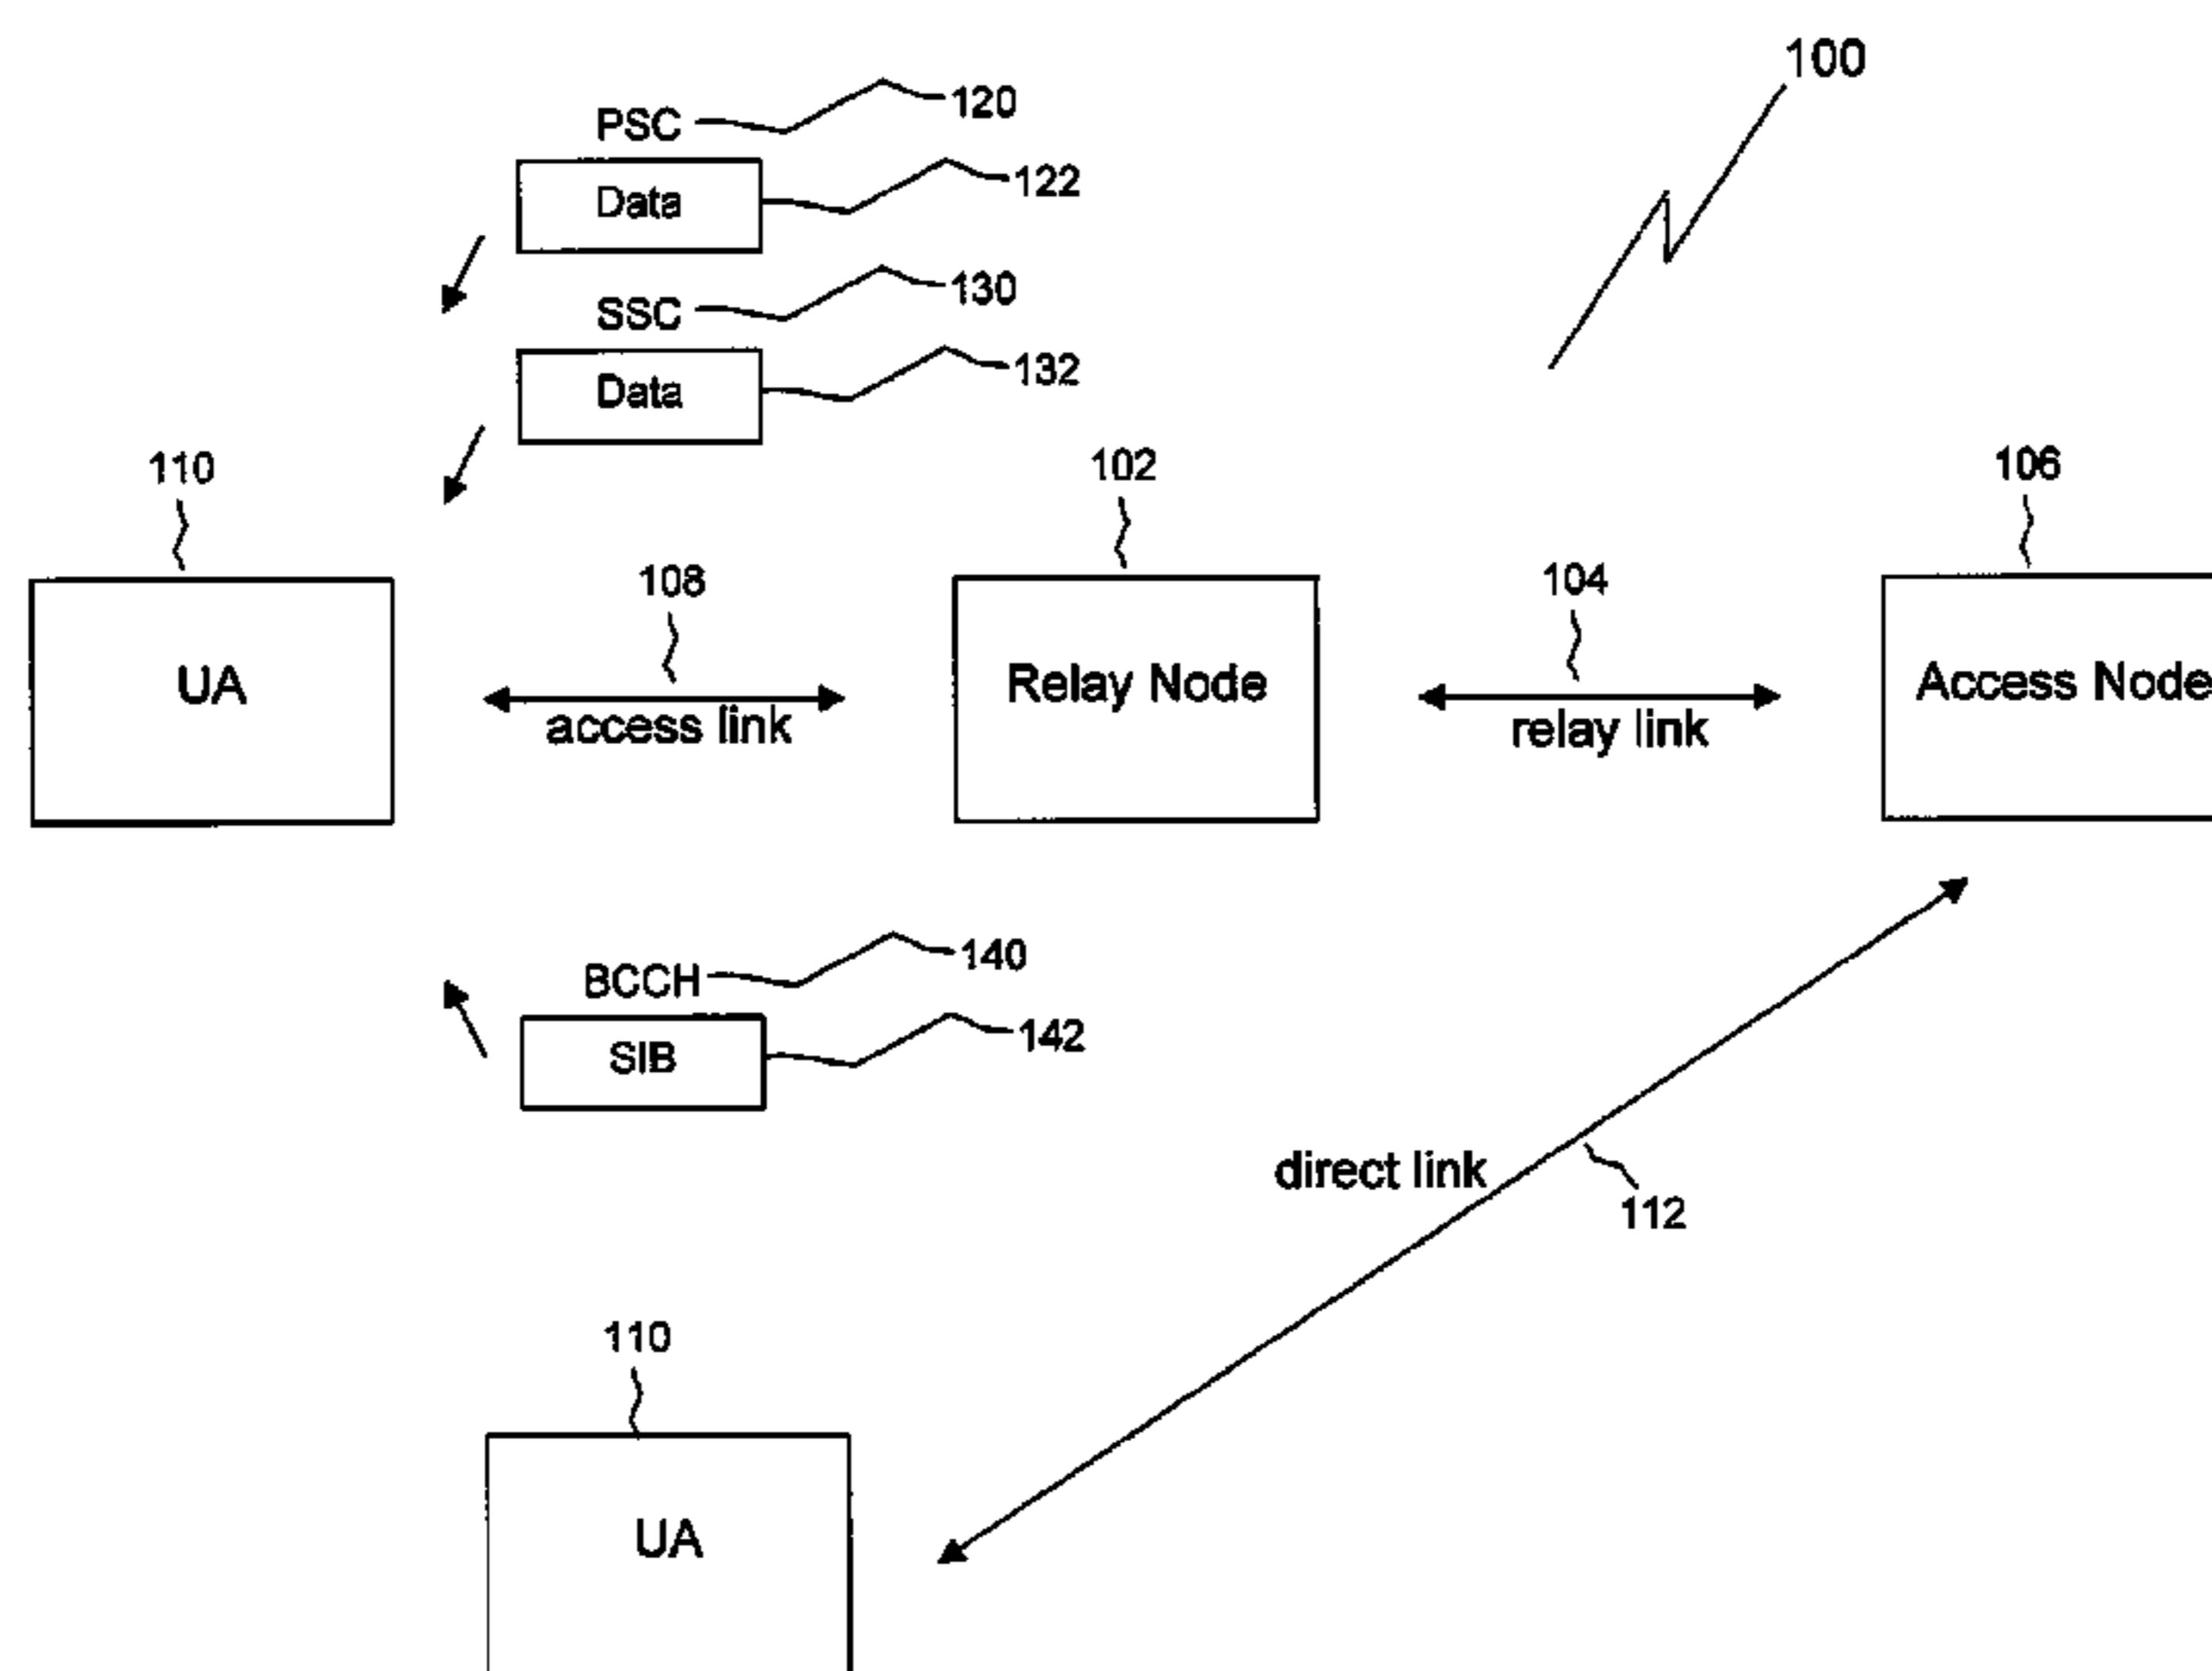 100
PSC 120
Data 122
SSC 130
Data 132
110
102
106
108
104
UA
Relay Node
Access Node
access link
relay link
BCCH 140
SIB 142
direct link
112
110
UA